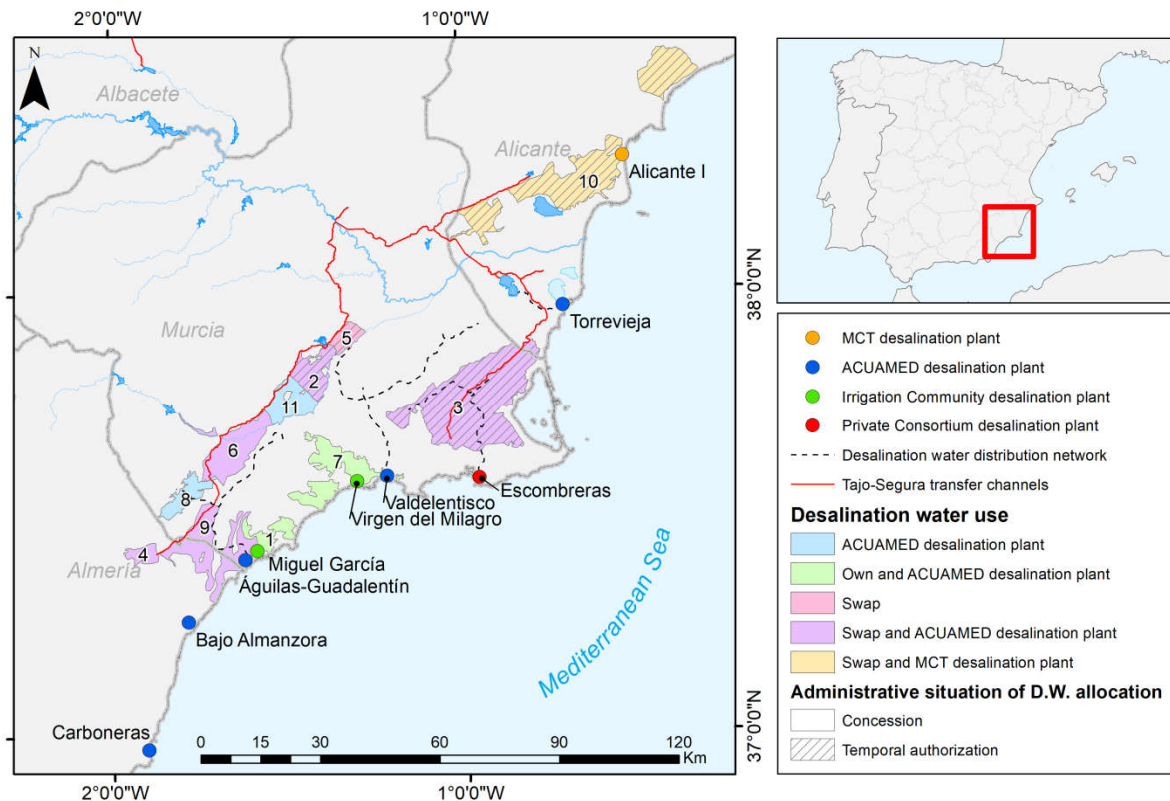 2°0'0"W
1°0'0"W
N
Albacete
Alicante
10
Alicante I
38°0'0"N
Torrevieja
Murcia
5
2
11
3
6
7
8
Valdelentisco
Escombreras
Virgen del Milagro
9
1
4
Miguel García
Almería
Águilas-Guadalentín
Bajo Almanzora
Mediterranean Sea
Carboneras
0 15 30 60 90 120
Km
37°0'0"N
2°0'0"W
1°0'0"W
MCT desalination plant
ACUAMED desalination plant
Irrigation Community desalination plant
Private Consortium desalination plant
Desalination water distribution network
Tajo-Segura transfer channels
Desalination water use
ACUAMED desalination plant
Own and ACUAMED desalination plant
Swap
Swap and ACUAMED desalination plant
Swap and MCT desalination plant
Administrative situation of D.W. allocation
Concession
Temporal authorization